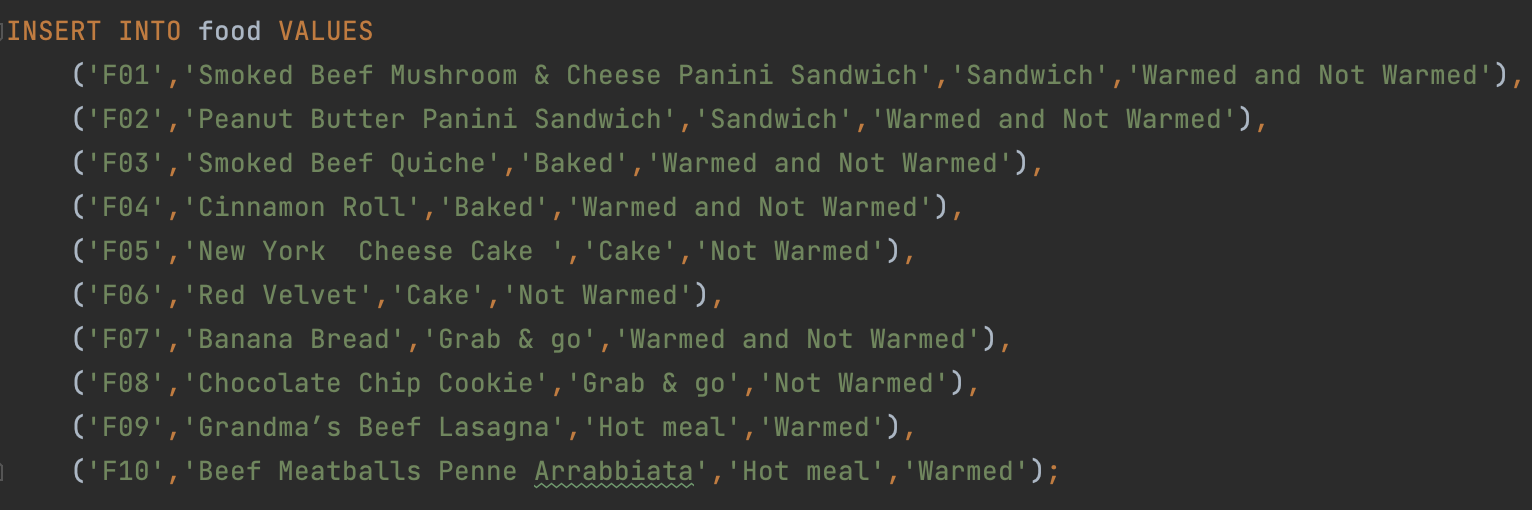 INSERT INTO food VALUES
('F01','Smoked Beef Mushroom & Cheese Panini Sandwich','Sandwich','Warmed and Not Warmed'),
('F02','Peanut Butter Panini Sandwich','Sandwich','Warmed and Not Warmed'),
('F03','Smoked Beef Quiche','Baked','Warmed and Not Warmed'),
('F04','Cinnamon Roll','Baked','Warmed and Not Warmed'),
('F05','New York  Cheese Cake ','Cake','Not Warmed'),
('F06','Red Velvet','Cake','Not Warmed'),
('F07','Banana Bread','Grab & go','Warmed and Not Warmed'),
('F08','Chocolate Chip Cookie','Grab & go','Not Warmed'),
('F09','Grandma’s Beef Lasagna','Hot meal','Warmed'),
('F10','Beef Meatballs Penne Arrabbiata','Hot meal','Warmed');